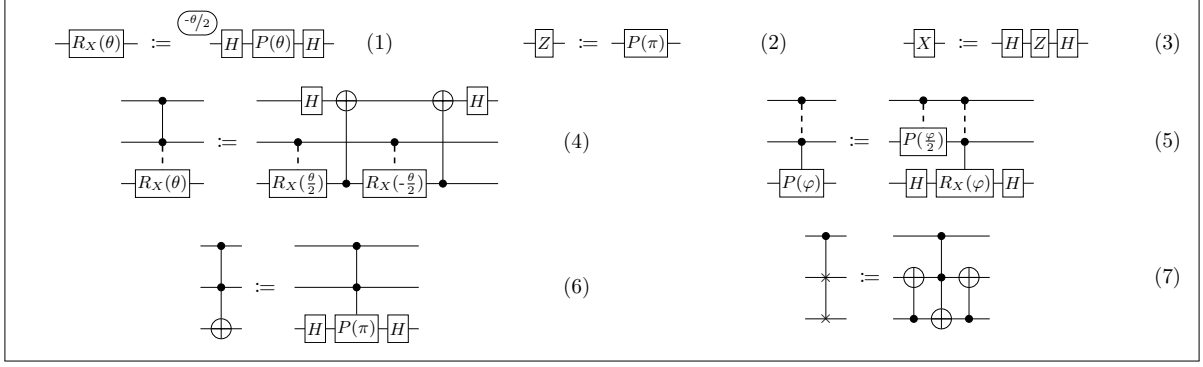 R_X(θ) := -θ/2 H P(θ) H (1) Z := P(π) (2) X := H Z H (3)
H H
:= (4) := P(φ/2) (5)
R_X(θ) R_X(θ/2) R_X(-θ/2) P(φ) H R_X(φ) H
:= (6) := (7)
H P(π) H